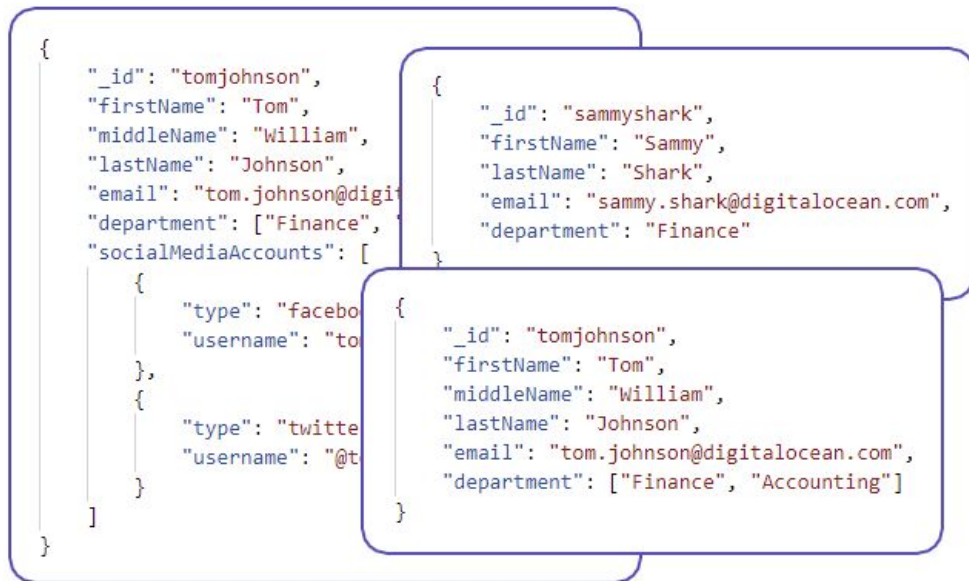 {
"_id": "tomjohnson",
"firstName": "Tom",
"middleName": "William",
"lastName": "Johnson",
"email": "tom.johnson@digit
"department": ["Finance",
"socialMediaAccounts": [
{
"type": "facebo
"username": "to
},
{
"type": "twitte
"username": "@t
}
]
}
{
"_id": "sammyshark",
"firstName": "Sammy",
"lastName": "Shark",
"email": "sammy.shark@digitalocean.com",
"department": "Finance"
}
{
"_id": "tomjohnson",
"firstName": "Tom",
"middleName": "William",
"lastName": "Johnson",
"email": "tom.johnson@digitalocean.com",
"department": ["Finance", "Accounting"]
}